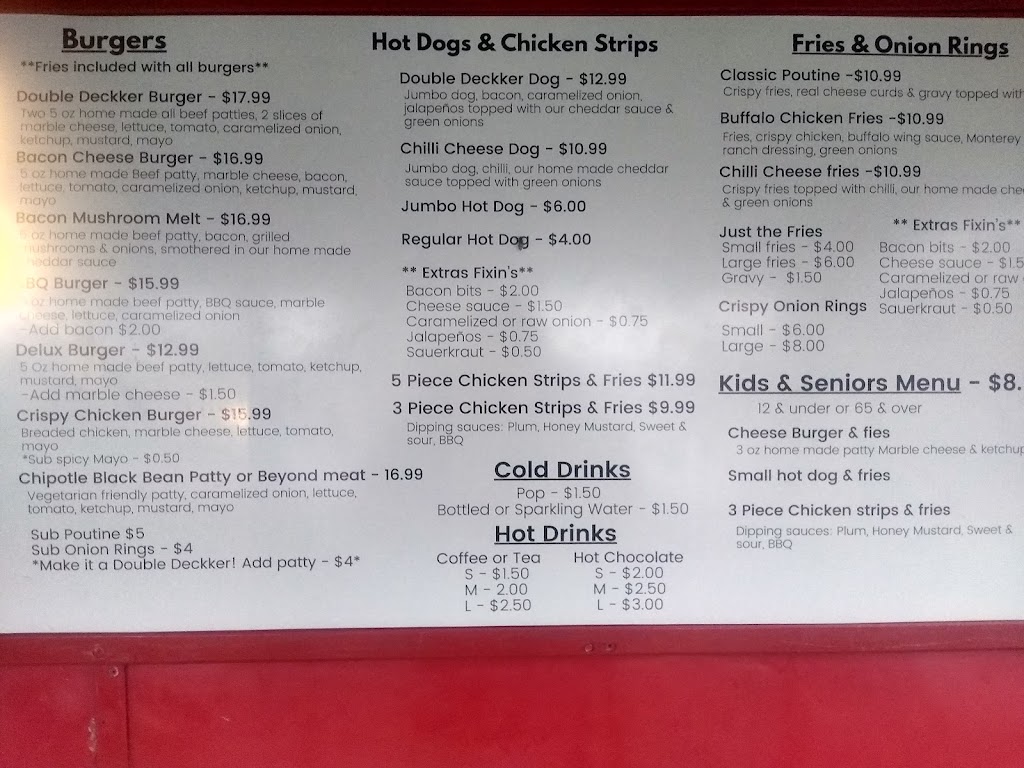 Burgers
**Fries included with all burgers**
Double Deckker Burger - $17.99
Two 5 oz home made all beef patties, 2 slices of
marble cheese, lettuce, tomato, caramelized onion,
ketchup, mustard, mayo
Bacon Cheese Burger - $16.99
5 oz home made Beef patty, marble cheese, bacon,
lettuce, tomato, caramelized onion, ketchup, mustard,
mayo
Bacon Mushroom Melt - $16.99
oz home made beef patty, bacon, grilled
mushrooms & onions, smothered in our home made
cheddar sauce
BQ Burger - $15.99
oz home made beef patty, BBQ sauce, marble
cheese, lettuce, caramelized onion
-Add bacon $2.00
Delux Burger - $12.99
5 Oz home made beef patty, lettuce, tomato, ketchup,
mustard, mayo
-Add marble cheese - $1.50
Crispy Chicken Burger - $15.99
Breaded chicken, marble cheese, lettuce, tomato,
mayo
*Sub spicy Mayo - $0.50
Chipotle Black Bean Patty or Beyond meat - 16.99
Vegetarian friendly patty, caramelized onion, lettuce,
tomato, ketchup, mustard, mayo
Sub Poutine $5
Sub Onion Rings - $4
*Make it a Double Deckker! Add patty - $4*
Hot Dogs & Chicken Strips
Double Deckker Dog - $12.99
Jumbo dog, bacon, caramelized onion,
jalapeños topped with our cheddar sauce &
green onions
Chilli Cheese Dog - $10.99
Jumbo dog, chilli, our home made cheddar
sauce topped with green onions
Jumbo Hot Dog - $6.00
Regular Hot Dog - $4.00
** Extras Fixin's**
Bacon bits - $2.00
Cheese sauce - $1.50
Caramelized or raw onion - $0.75
Jalapeños - $0.75
Sauerkraut - $0.50
5 Piece Chicken Strips & Fries $11.99
3 Piece Chicken Strips & Fries $9.99
Dipping sauces: Plum, Honey Mustard, Sweet &
sour, BBQ
Cold Drinks
Pop - $1.50
Bottled or Sparkling Water - $1.50
Hot Drinks
Coffee or Tea
S - $1.50
M - 2.00
L - $2.50
Hot Chocolate
S - $2.00
M - $2.50
L - $3.00
Fries & Onion Rings
Classic Poutine -$10.99
Crispy fries, real cheese curds & gravy topped with
Buffalo Chicken Fries -$10.99
Fries, crispy chicken, buffalo wing sauce, Monterey
ranch dressing, green onions
Chilli Cheese fries -$10.99
Crispy fries topped with chilli, our home made che
& green onions
Just the Fries
Small fries - $4.00
Large fries - $6.00
Gravy - $1.50
Crispy Onion Rings
Small - $6.00
Large - $8.00
** Extras Fixin's**
Bacon bits - $2.00
Cheese sauce - $1.5
Caramelized or raw
Jalapeños - $0.75
Sauerkraut - $0.50
Kids & Seniors Menu - $8.
12 & under or 65 & over
Cheese Burger & fies
3 oz home made patty Marble cheese & ketchup
Small hot dog & fries
3 Piece Chicken strips & fries
Dipping sauces: Plum, Honey Mustard, Sweet &
sour, BBQ